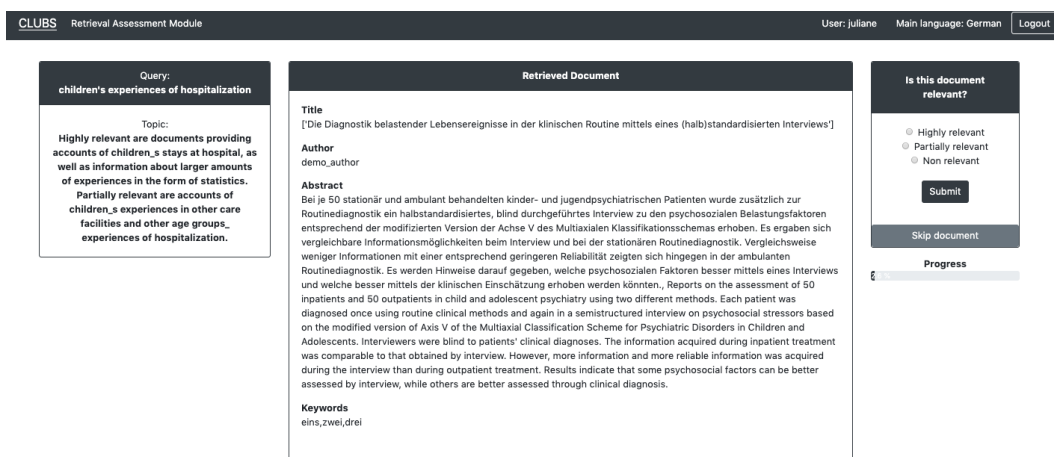 CLUBS Retrieval Assessment Module User: juliane Main language: German Logout
Query:
children's experiences of hospitalization
Topic:
Highly relevant are documents providing
accounts of children_s stays at hospital, as
well as information about larger amounts
of experiences in the form of statistics.
Partially relevant are accounts of
children_s experiences in other care
facilities and other age groups_
experiences of hospitalization.
Retrieved Document
Title
['Die Diagnostik belastender Lebensereignisse in der klinischen Routine mittels eines (halb)standardisierten Interviews']
Author
demo_author
Abstract
Bei je 50 stationär und ambulant behandelten kinder- und jugendpsychiatrischen Patienten wurde zusätzlich zur
Routinediagnostik ein halbstandardisiertes, blind durchgeführtes Interview zu den psychosozialen Belastungsfaktoren
entsprechend der modifizierten Version der Achse V des Multiaxialen Klassifikationsschemas erhoben. Es ergaben sich
vergleichbare Informationsmöglichkeiten beim Interview und bei der stationären Routinediagnostik. Vergleichsweise
weniger Informationen mit einer entsprechend geringeren Reliabilität zeigten sich hingegen in der ambulanten
Routinediagnostik. Es werden Hinweise darauf gegeben, welche psychosozialen Faktoren besser mittels eines Interviews
und welche besser mittels der klinischen Einschätzung erhoben werden könnten., Reports on the assessment of 50
inpatients and 50 outpatients in child and adolescent psychiatry using two different methods. Each patient was
diagnosed once using routine clinical methods and again in a semistructured interview on psychosocial stressors based
on the modified version of Axis V of the Multiaxial Classification Scheme for Psychiatric Disorders in Children and
Adolescents. Interviewers were blind to patients' clinical diagnoses. The information acquired during inpatient treatment
was comparable to that obtained by interview. However, more information and more reliable information was acquired
during the interview than during outpatient treatment. Results indicate that some psychosocial factors can be better
assessed by interview, while others are better assessed through clinical diagnosis.
Keywords
eins,zwei,drei
Is this document
relevant?
Highly relevant
Partially relevant
Non relevant
Submit
Skip document
Progress